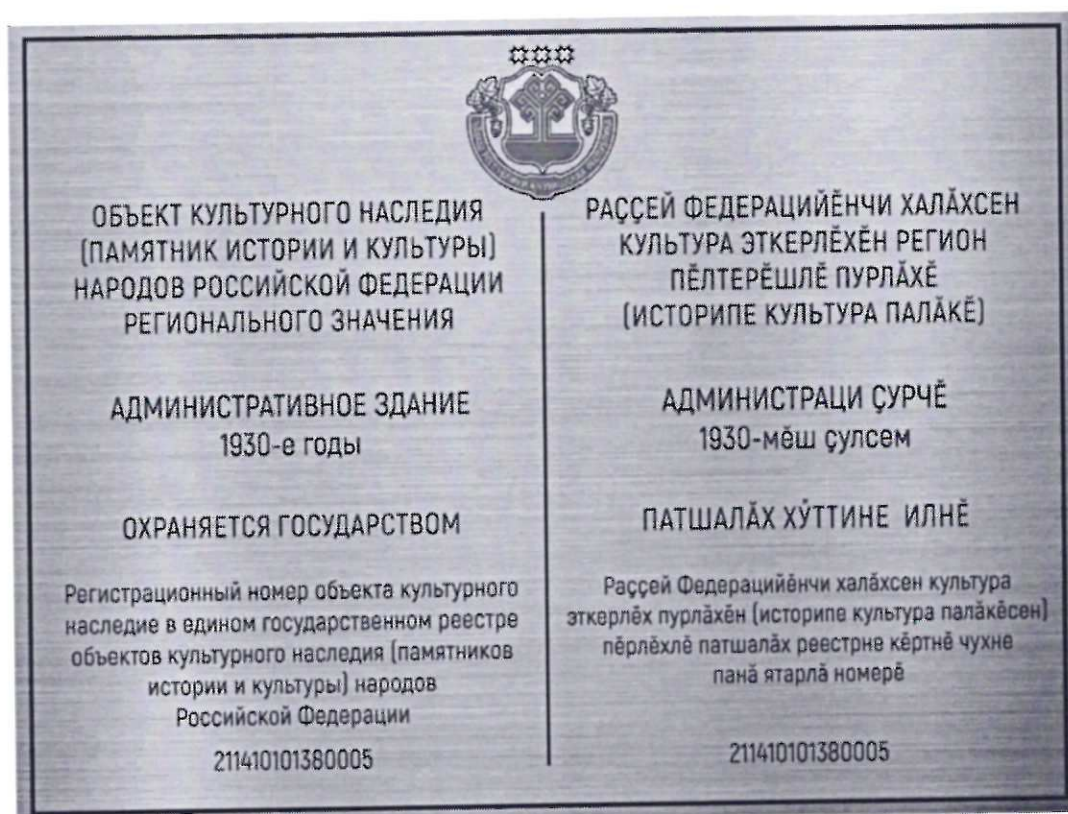 ОБЪЕКТ КУЛЬТУРНОГО НАСЛЕДИЯ
(ПАМЯТНИК ИСТОРИИ И КУЛЬТУРЫ)
НАРОДОВ РОССИЙСКОЙ ФЕДЕРАЦИИ
РЕГИОНАЛЬНОГО ЗНАЧЕНИЯ
АДМИНИСТРАТИВНОЕ ЗДАНИЕ
1930-е годы
ОХРАНЯЕТСЯ ГОСУДАРСТВОМ
Регистрационный номер объекта культурного
наследие в едином государственном реестре
объектов культурного наследия (памятников
истории и культуры) народов
Российской Федерации
211410101380005
РАҪҪЕЙ ФЕДЕРАЦИЙӖНЧИ ХАЛӐХСЕН
КУЛЬТУРА ЭТКЕРЛӖХӖН РЕГИОН
ПӖЛТЕРӖШЛӖ ПУРЛӐХӖ
(ИСТОРИПЕ КУЛЬТУРА ПАЛӐКӖ)
АДМИНИСТРАЦИ ҪУРЧӖ
1930-мӗш ҫулсем
ПАТШАЛӐХ ХӲТТИНЕ ИЛНӖ
Раҫҫей Федерацийӗнчи халӑхсен культура
эткерлӗх пурлӑхӗн (историпе культура палӑкӗсен)
пӗрлӗхлӗ патшалӑх реестрне кӗртнӗ чухне
панӑ ятарлӑ номерӗ
211410101380005